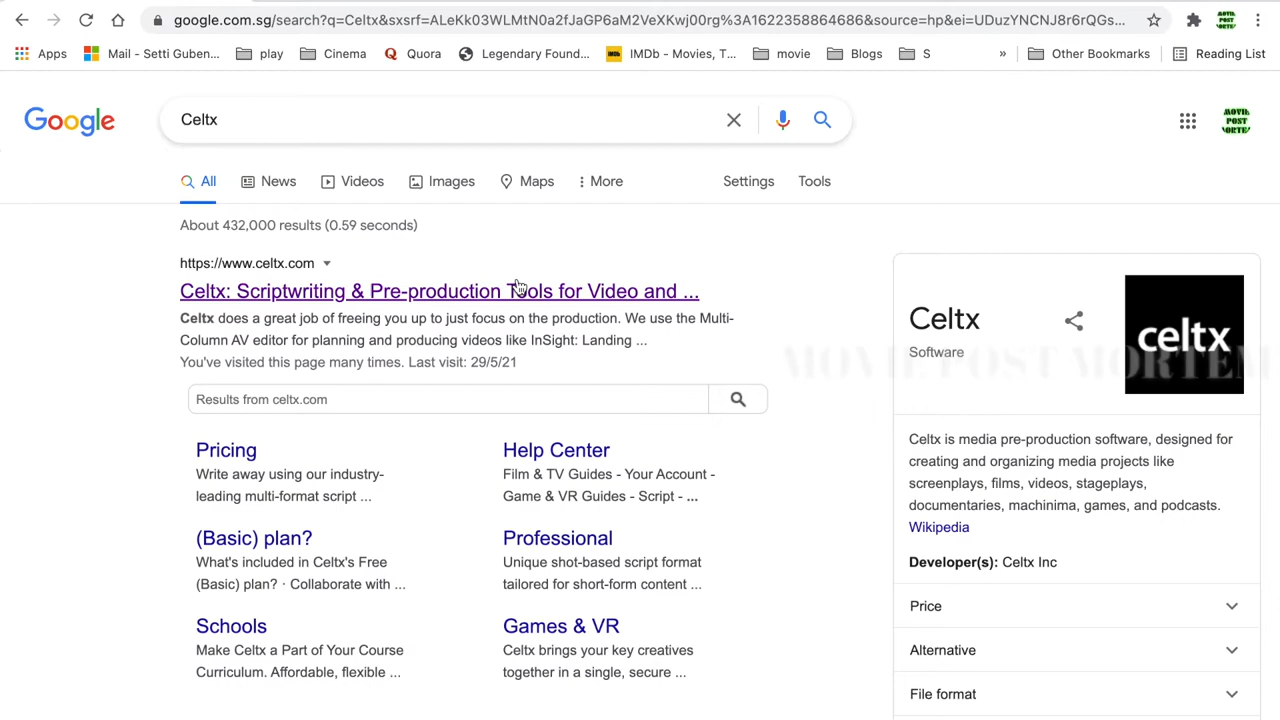 google.com.sg/search?q=Celtx&sxsrf=ALeKk03WLMtN0a2fJaGP6aM2VeXKwj00rg%3A1622358864686&source=hp&ei=UDuzYNCNJ8r6rQGs...
Apps Mail - Setti Guben... play Cinema Quora Legendary Found... IMDb IMDb - Movies, T... movie Blogs S » Other Bookmarks Reading List
Google
Celtx
MOVIE
POST
MORTEM
All News Videos Images Maps More Settings Tools
About 432,000 results (0.59 seconds)
https://www.celtx.com
Celtx: Scriptwriting & Pre-production Tools for Video and ...
Celtx does a great job of freeing you up to just focus on the production. We use the Multi-
Column AV editor for planning and producing videos like InSight: Landing ...
You've visited this page many times. Last visit: 29/5/21
Results from celtx.com
Pricing
Write away using our industry-
leading multi-format script ...
Help Center
Film & TV Guides - Your Account -
Game & VR Guides - Script - ...
(Basic) plan?
What's included in Celtx's Free
(Basic) plan? · Collaborate with ...
Professional
Unique shot-based script format
tailored for short-form content ...
Schools
Make Celtx a Part of Your Course
Curriculum. Affordable, flexible ...
Games & VR
Celtx brings your key creatives
together in a single, secure ...
Celtx
Software
celtx
MOVIE POST MORTEM
Celtx is media pre-production software, designed for
creating and organizing media projects like
screenplays, films, videos, stageplays,
documentaries, machinima, games, and podcasts.
Wikipedia
Developer(s): Celtx Inc
Price
Alternative
File format